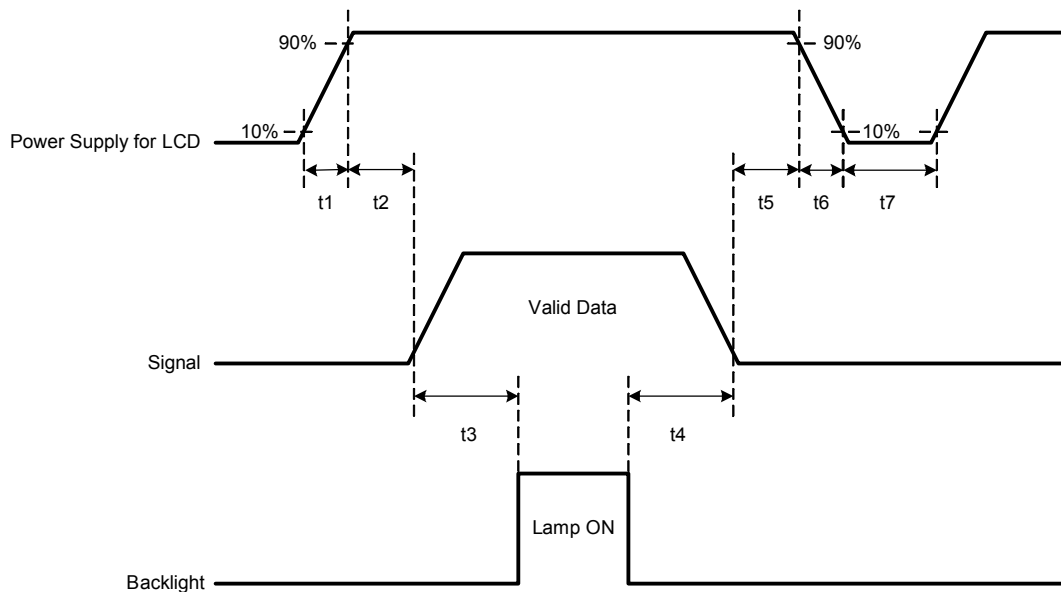 90%
90%
Power Supply for LCD
10%
10%
t1
t2
t5
t6
t7
Valid Data
Signal
t3
t4
Lamp ON
Backlight